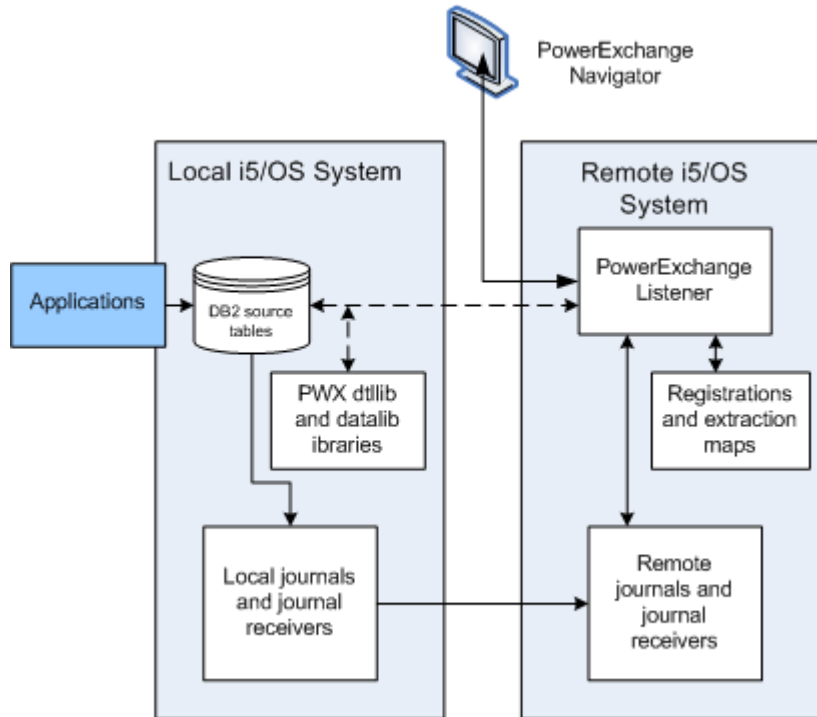 PowerExchange
Navigator
Local i5/OS System
Remote i5/OS
System
Applications
DB2 source
tables
PowerExchange
Listener
PWX dtllib
and datalib
ibraries
Registrations
and extraction
maps
Local journals
and journal
receivers
Remote
journals and
journal
receivers